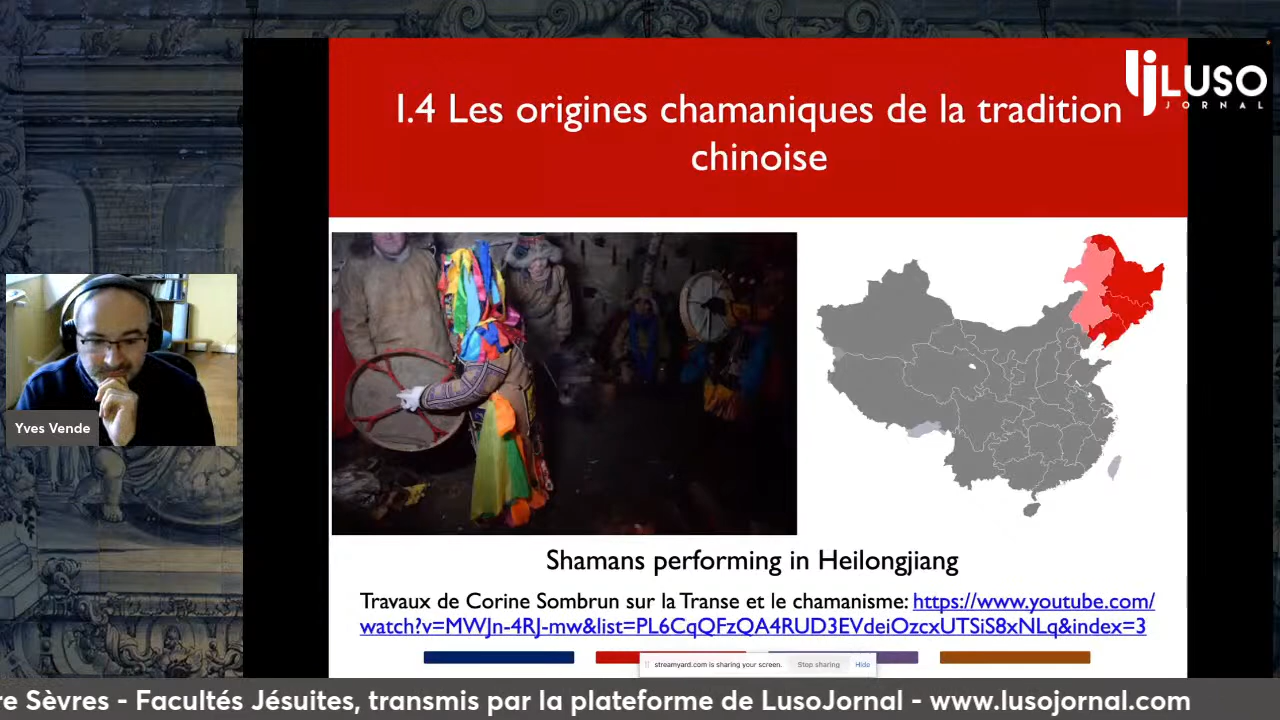 LUSO
JORNAL
1.4 Les origines chamaniques de la tradition
chinoise
Yves Vende
Shamans performing in Heilongjiang
Travaux de Corine Sombrun sur la Transe et le chamanisme: https://www.youtube.com/
watch?v=MWJn-4RJ-mw&list=PL6CqQFzQA4RUD3EVdeiOzcxUTSiS8xNLq&index=3
streamyard.com is sharing your screen. Stop sharing Hide
re Sèvres - Facultés Jésuites, transmis par la plateforme de LusoJornal - www.lusojornal.com